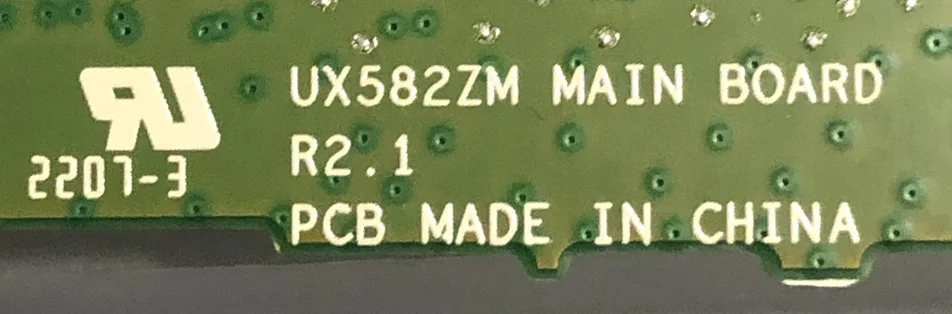 UX582ZM MAIN BOARD
R2.1
PCB MADE IN CHINA
2207-3